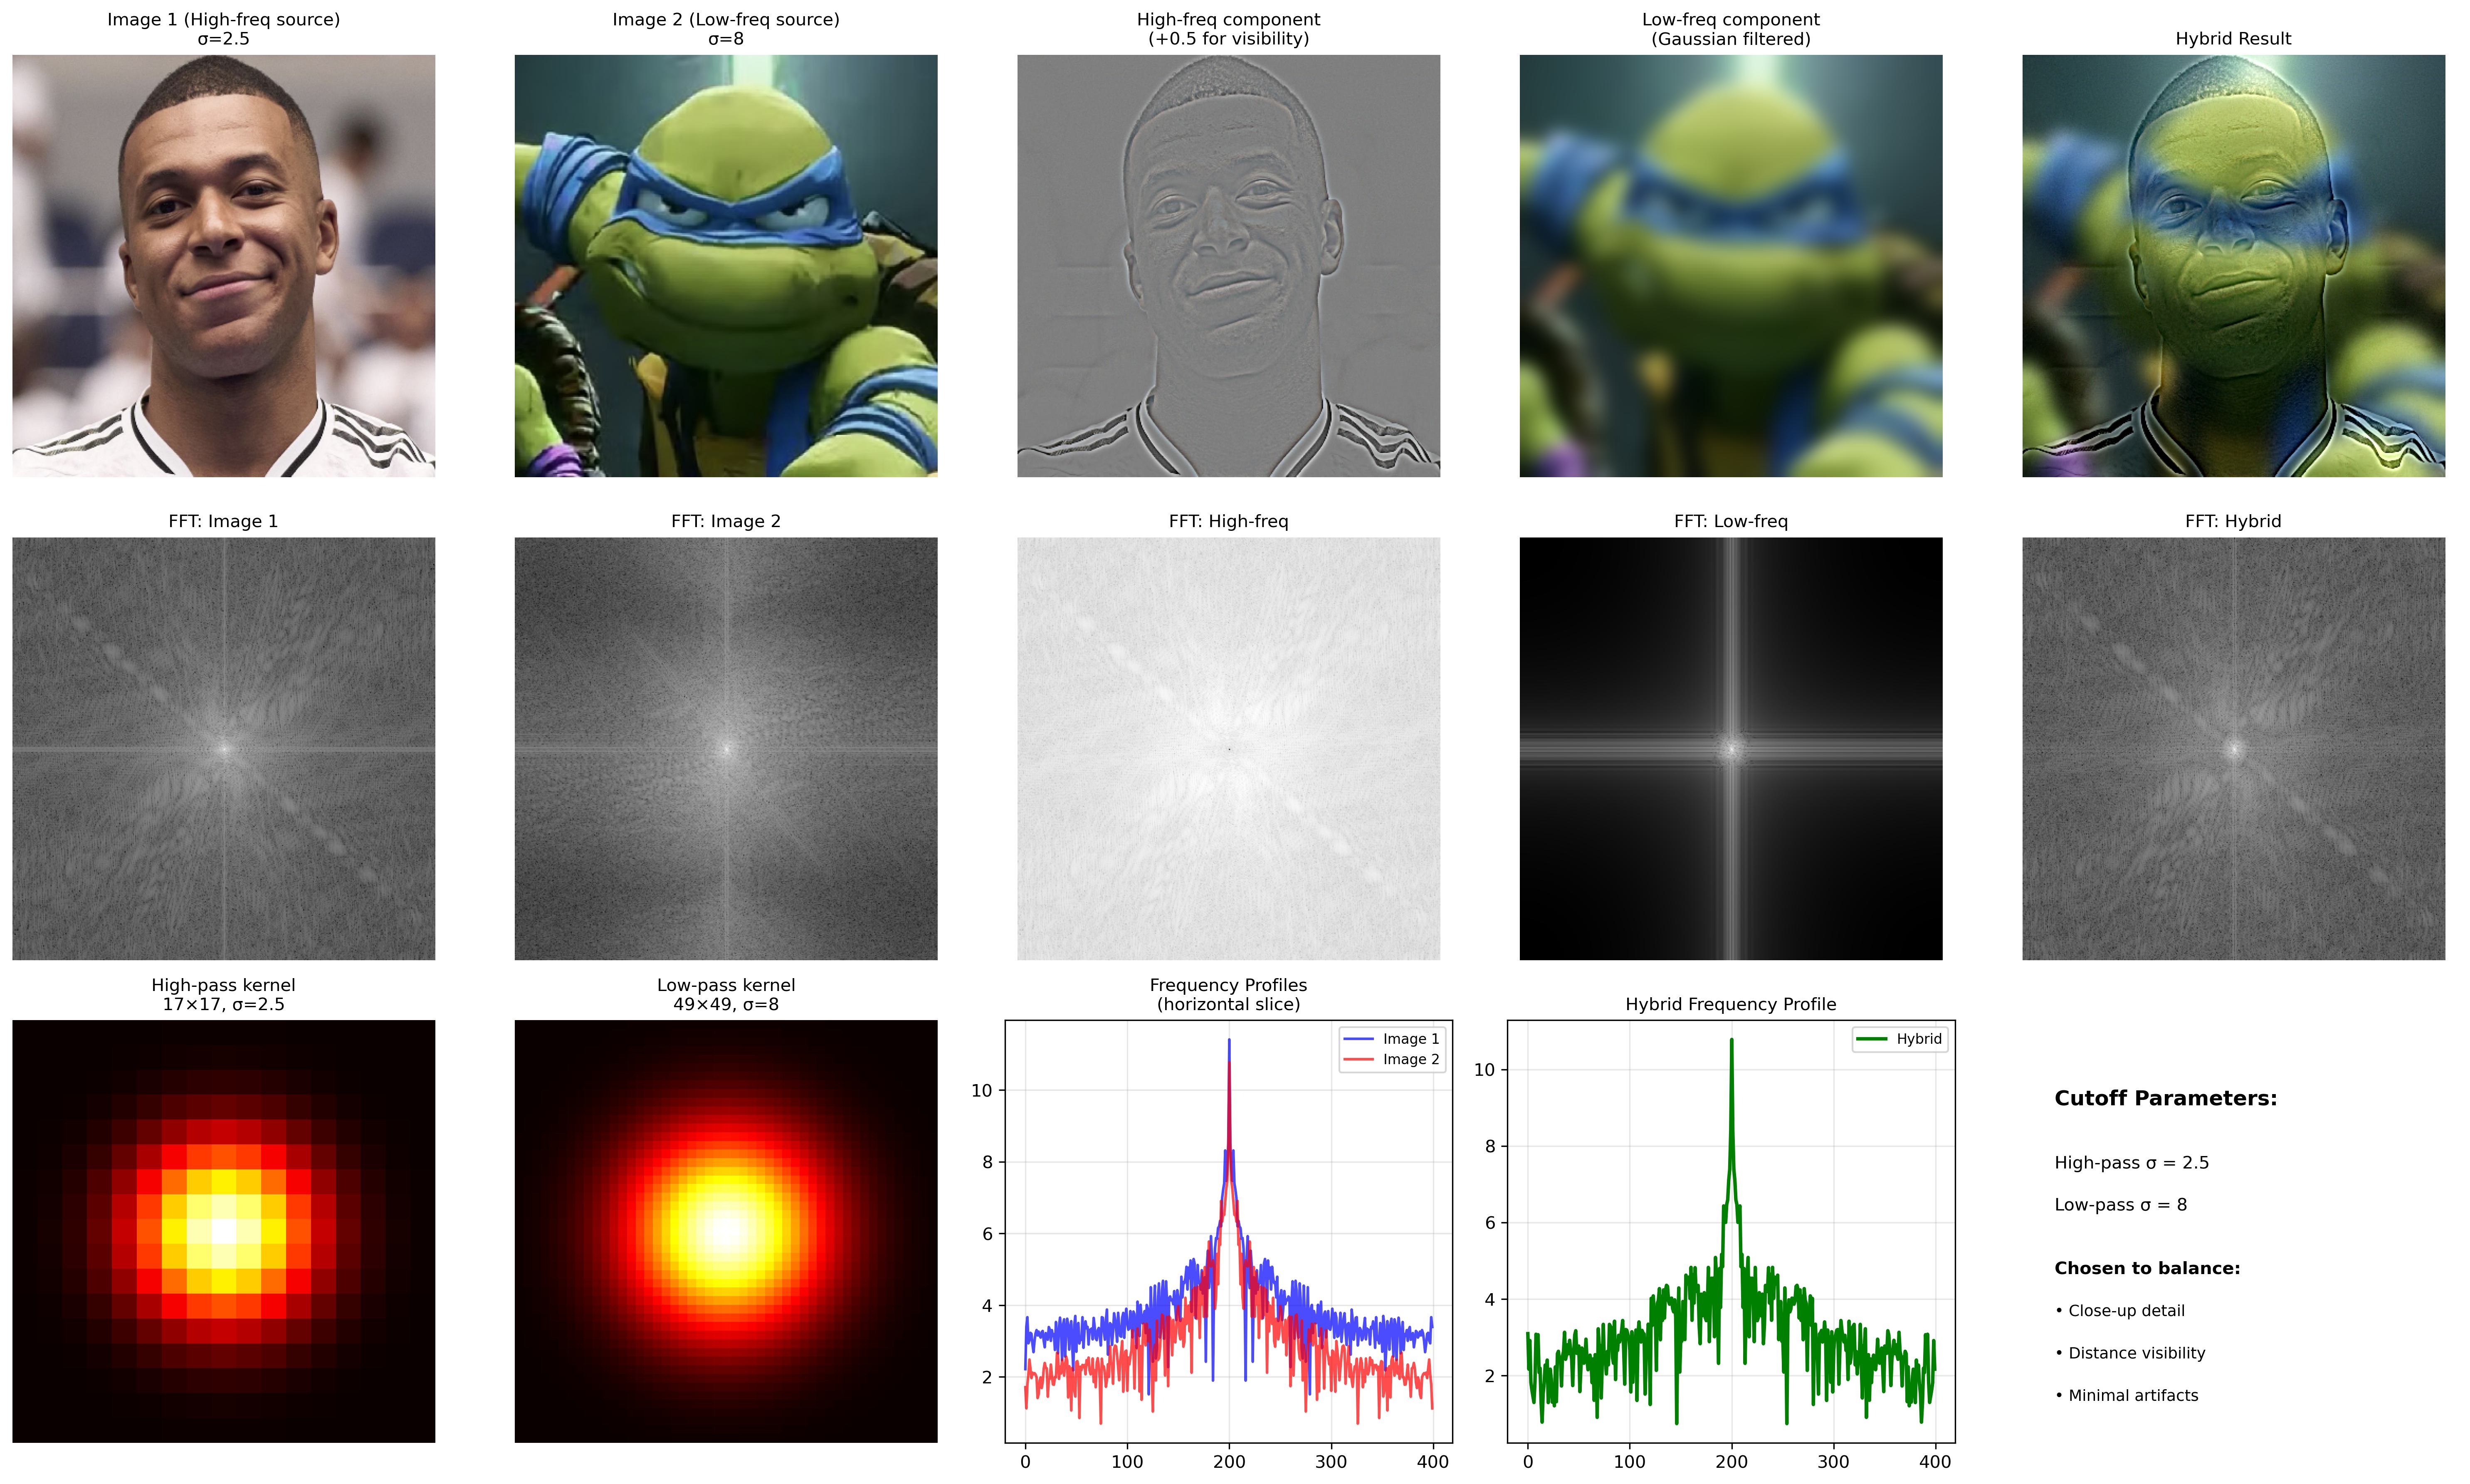 Image 1 (High-freq source)
σ=2.5
Image 2 (Low-freq source)
σ=8
High-freq component
(+0.5 for visibility)
Low-freq component
(Gaussian filtered)
Hybrid Result
FFT: Image 1
FFT: Image 2
FFT: High-freq
FFT: Low-freq
FFT: Hybrid
High-pass kernel
17×17, σ=2.5
Low-pass kernel
49×49, σ=8
Frequency Profiles
(horizontal slice)
Image 1
Image 2
10
8
6
4
2
0 100 200 300 400
Hybrid Frequency Profile
Hybrid
10
8
6
4
2
0 100 200 300 400
Cutoff Parameters:
High-pass σ = 2.5
Low-pass σ = 8
Chosen to balance:
• Close-up detail
• Distance visibility
• Minimal artifacts